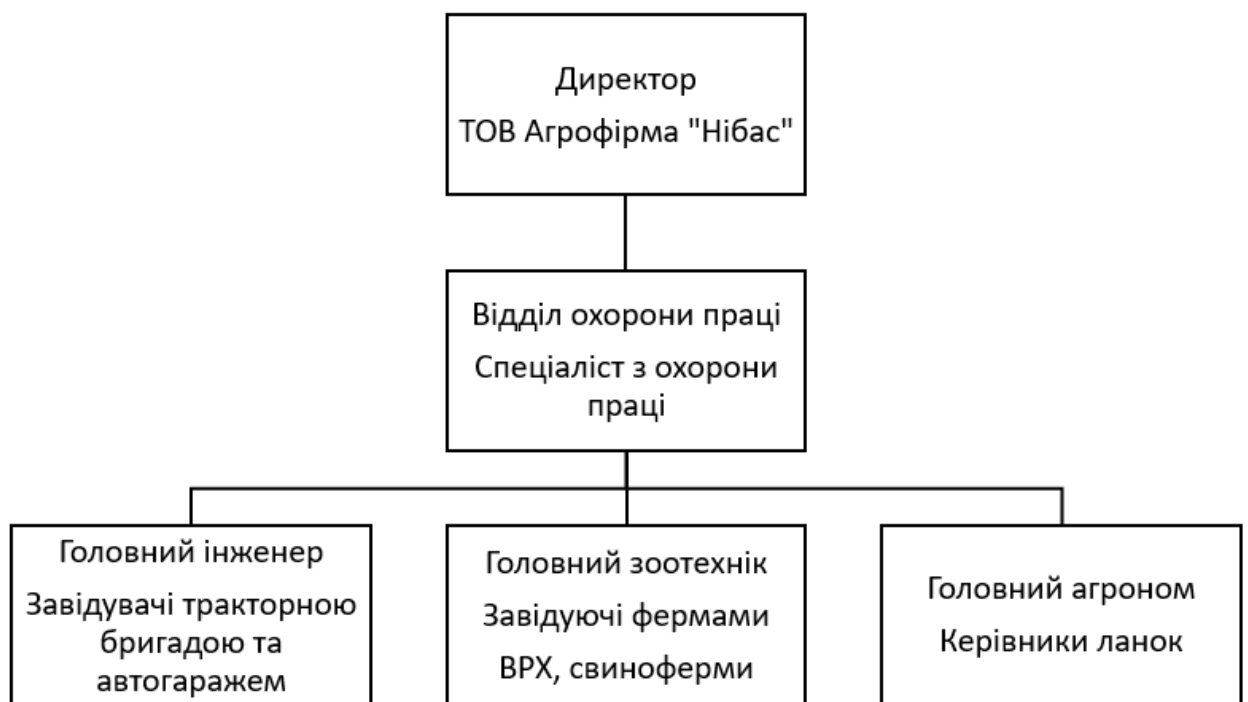 Директор
ТОВ Агрофірма "Нібас"
Відділ охорони праці
Спеціаліст з охорони
праці
Головний інженер
Завідувачі тракторною
бригадою та
автогаражем
Головний зоотехнік
Завідуючі фермами
ВРХ, свиноферми
Головний агроном
Керівники ланок